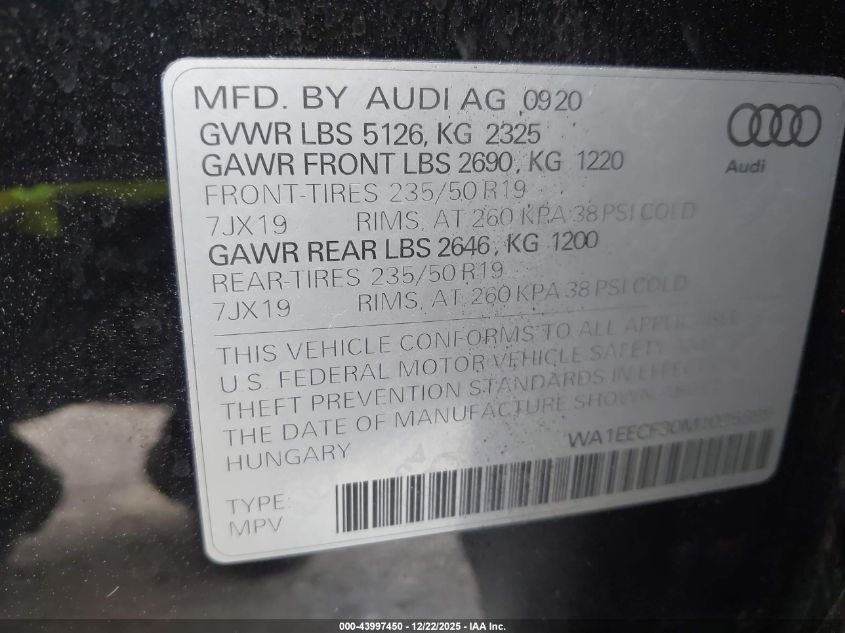 MFD. BY AUDI AG 0920
GVWR LBS 5126, KG 2325
GAWR FRONT LBS 2690, KG 1220
FRONT-TIRES 235/50 R19
7JX19 RIMS, AT 260 KPA 38 PSI COLD
GAWR REAR LBS 2646, KG 1200
REAR-TIRES 235/50 R19
7JX19 RIMS, AT 260 KPA 38 PSI COLD
Audi
THIS VEHICLE CONFORMS TO ALL APPLICABLE
U.S. FEDERAL MOTOR VEHICLE SAFETY AND
THEFT PREVENTION STANDARDS IN EFFECT
THE DATE OF MANUFACTURE SHOWN
HUNGARY
TYPE:
MPV
000-43997450 - 12/22/2025 - IAA Inc.